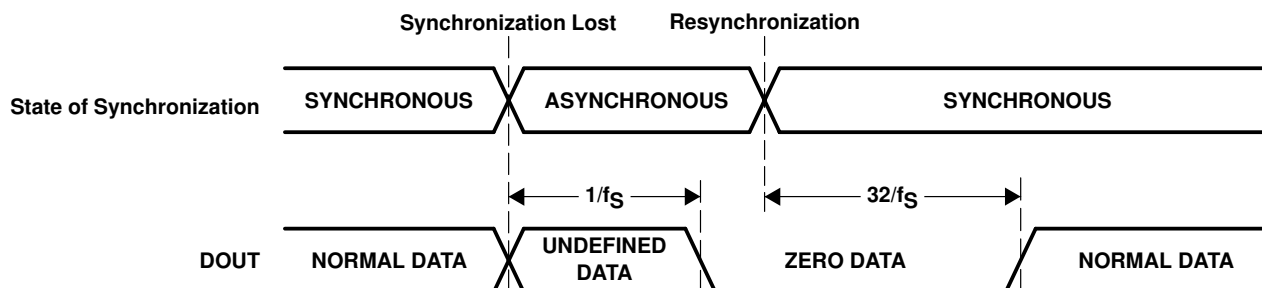 Synchronization Lost Resynchronization
State of Synchronization SYNCHRONOUS ASYNCHRONOUS SYNCHRONOUS
1/fS 32/fS
DOUT NORMAL DATA UNDEFINED DATA ZERO DATA NORMAL DATA